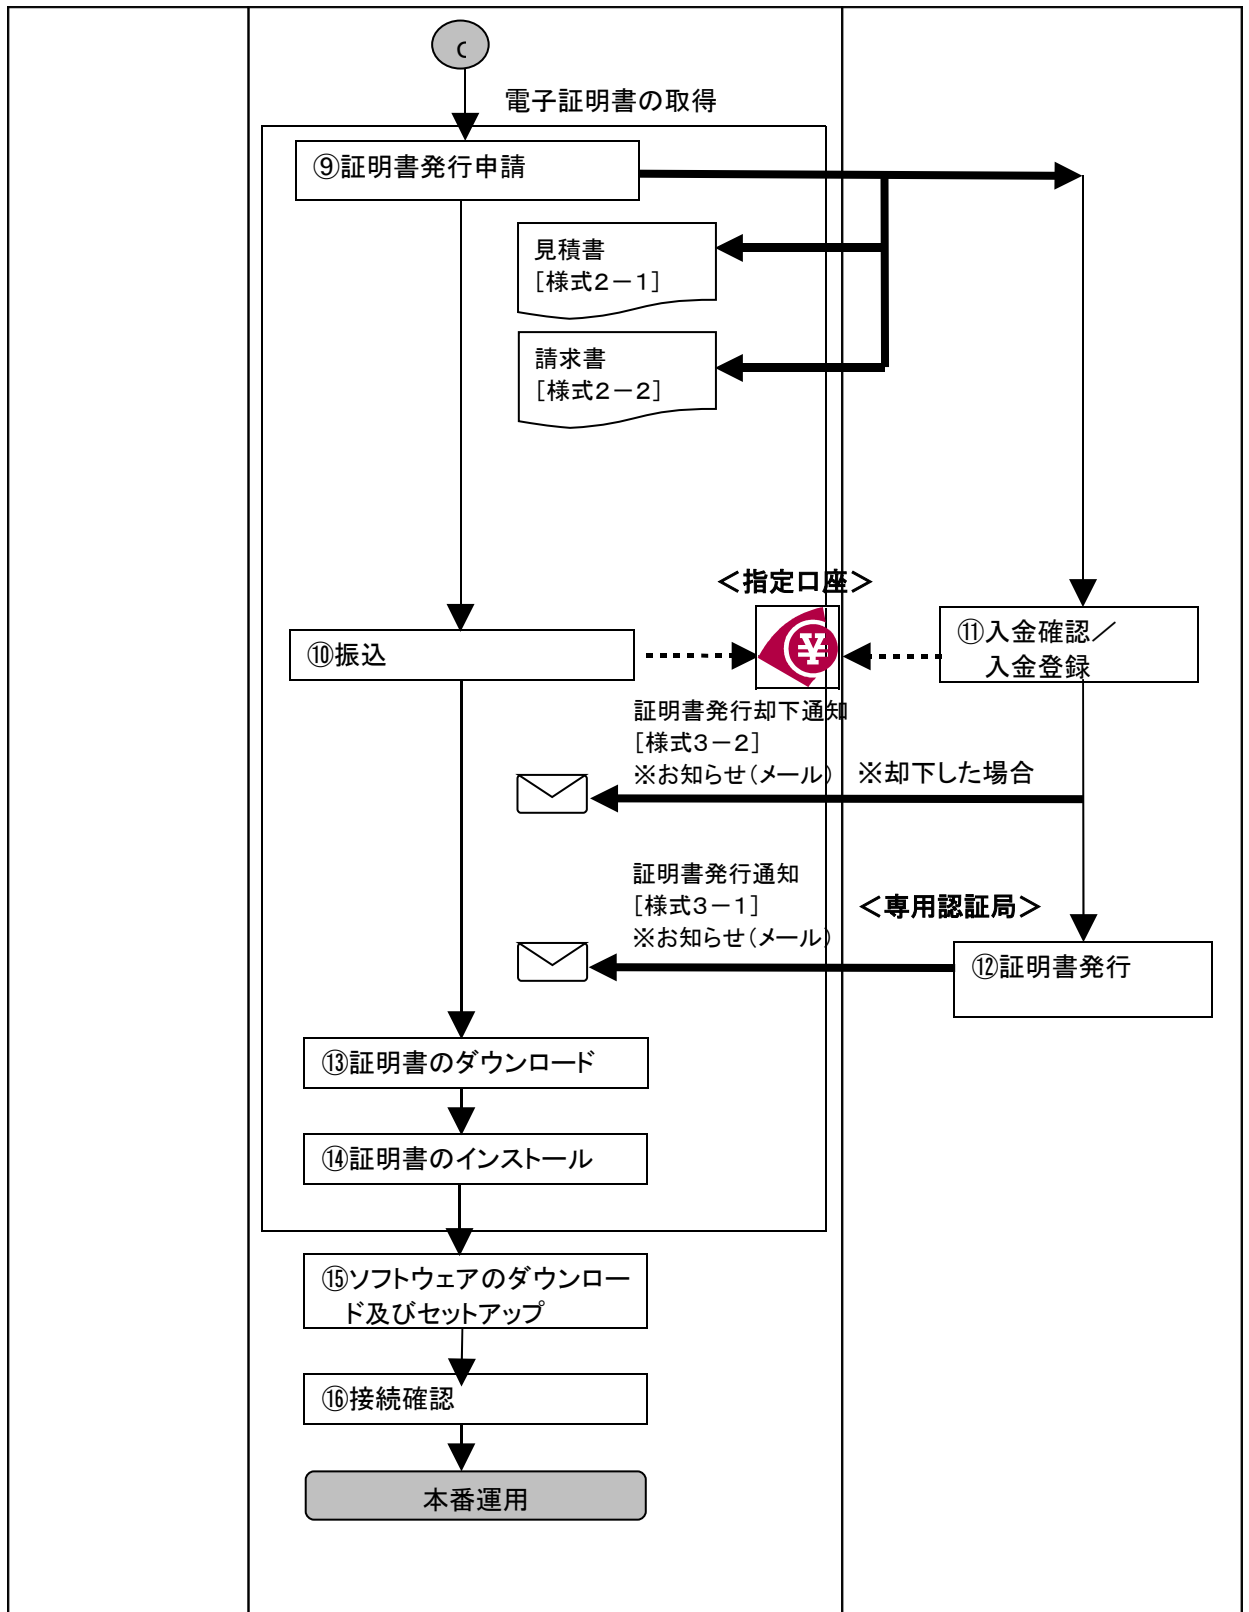 C
電子証明書の取得
⑨証明書発行申請
見積書
[様式2－1]
請求書
[様式2－2]
＜指定口座＞
⑩振込
¥
⑪入金確認／
入金登録
証明書発行却下通知
[様式3－2]
※お知らせ(メール)
※却下した場合
証明書発行通知
[様式3－1]
※お知らせ(メール)
＜専用認証局＞
⑫証明書発行
⑬証明書のダウンロード
⑭証明書のインストール
⑮ソフトウェアのダウンロー
ド及びセットアップ
⑯接続確認
本番運用